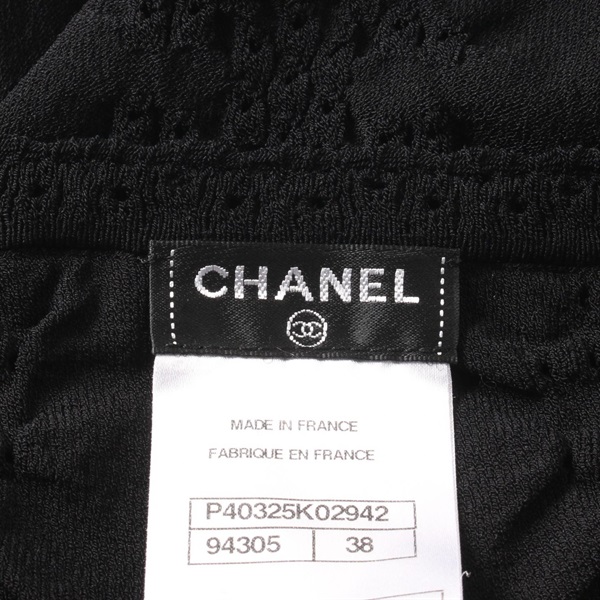 CHANEL
MADE IN FRANCE
FABRIQUE EN FRANCE
P40325K02942
94305 38